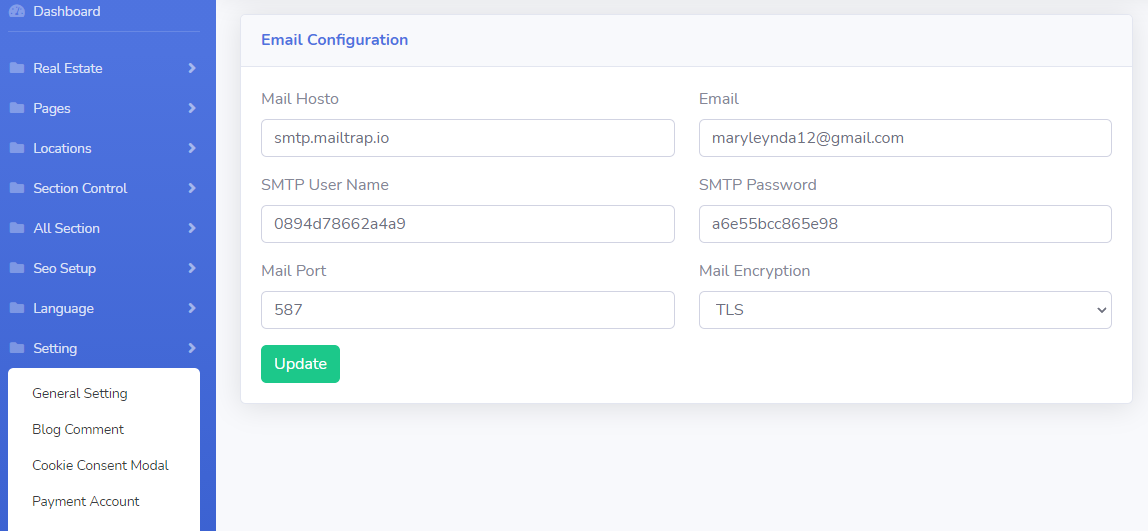 Dashboard
Real Estate
Pages
Locations
Section Control
All Section
Seo Setup
Language
Setting
General Setting
Blog Comment
Cookie Consent Modal
Payment Account
Email Configuration
Mail Hosto
Email
smtp.mailtrap.io
maryleynda12@gmail.com
SMTP User Name
SMTP Password
0894d78662a4a9
a6e55bcc865e98
Mail Port
Mail Encryption
587
TLS
Update